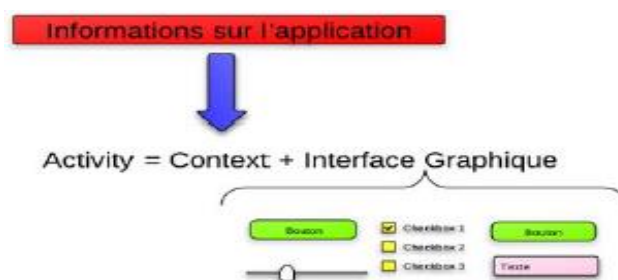 Informations sur l'application
Activity = Context + Interface Graphique
Bouton
Checkbox 1
Bouton
Checkbox 2
Checkbox 3
Texte